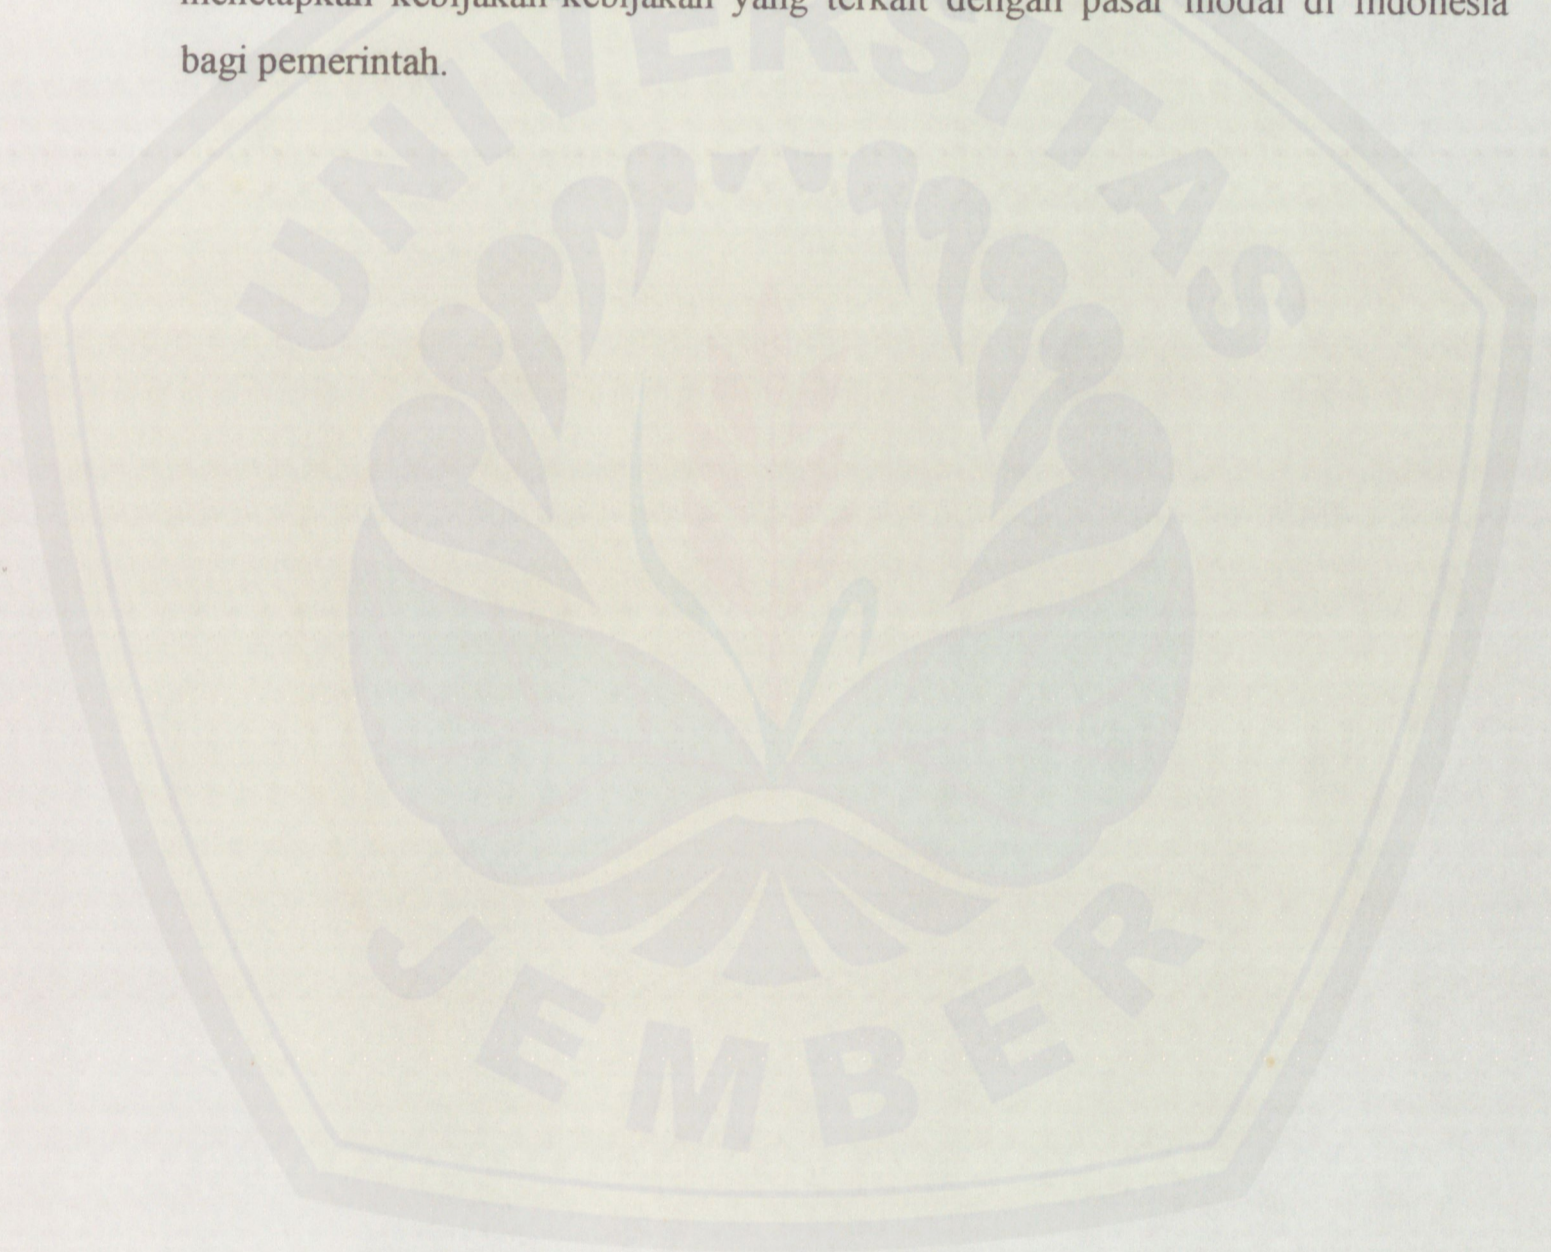 menetapkan kebijakan-kebijakan yang terkait dengan pasar modal di Indonesia
bagi pemerintah.
UNIVERSITAS
JEMBER